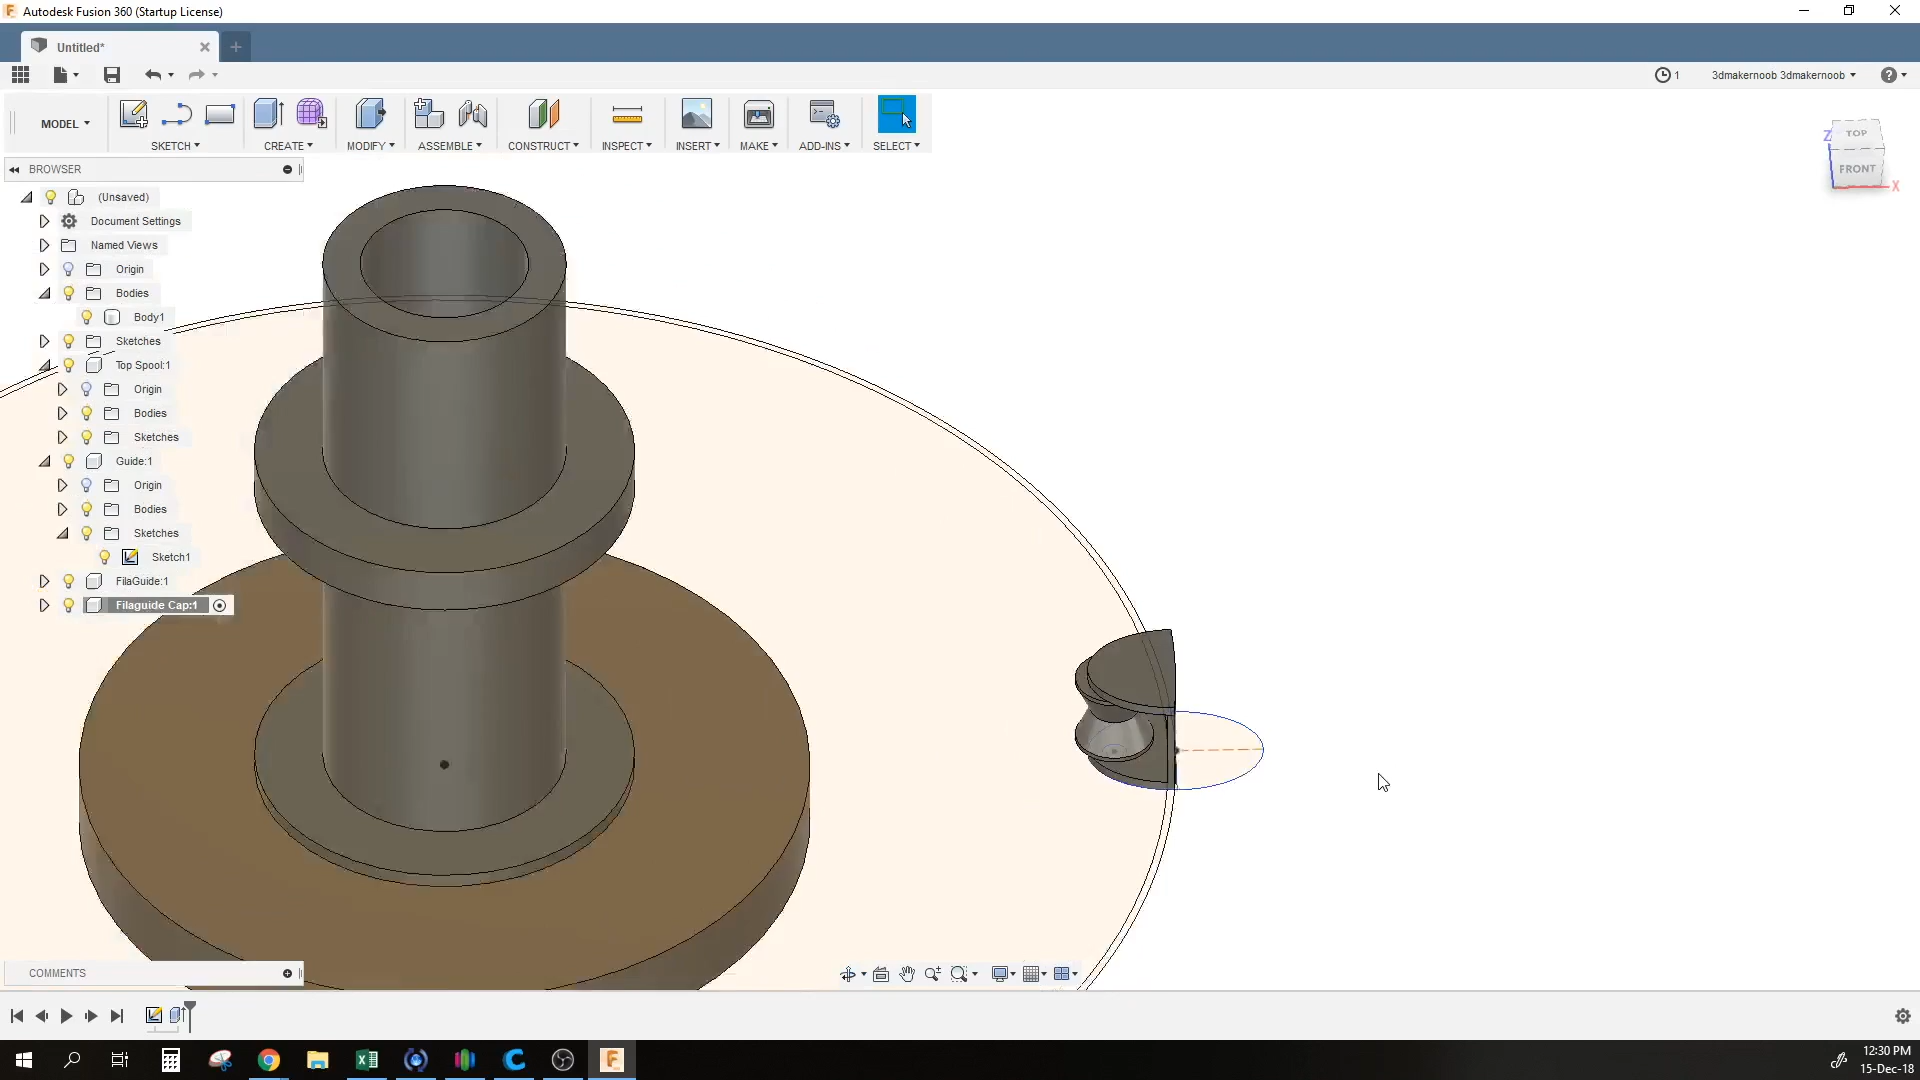 Autodesk Fusion 360 (Startup License)
Untitled*
1
3dmakernoob 3dmakernoob
MODEL
SKETCH
CREATE
MODIFY
ASSEMBLE
CONSTRUCT
INSPECT
INSERT
MAKE
ADD-INS
SELECT
TOP
Z
FRONT
X
BROWSER
(Unsaved)
Document Settings
Named Views
Origin
Bodies
Body1
Sketches
Top Spool:1
Origin
Bodies
Sketches
Guide:1
Origin
Bodies
Sketches
Sketch1
FilaGuide:1
Filaguide Cap:1
COMMENTS
12:30 PM
15-Dec-18